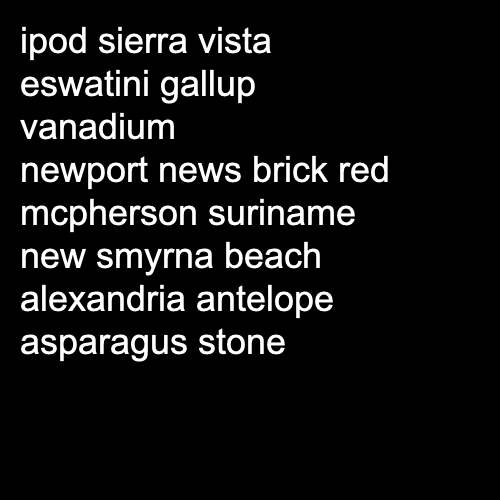 ipod sierra vista
eswatini gallup
vanadium
newport news brick red
mcpherson suriname
new smyrna beach
alexandria antelope
asparagus stone